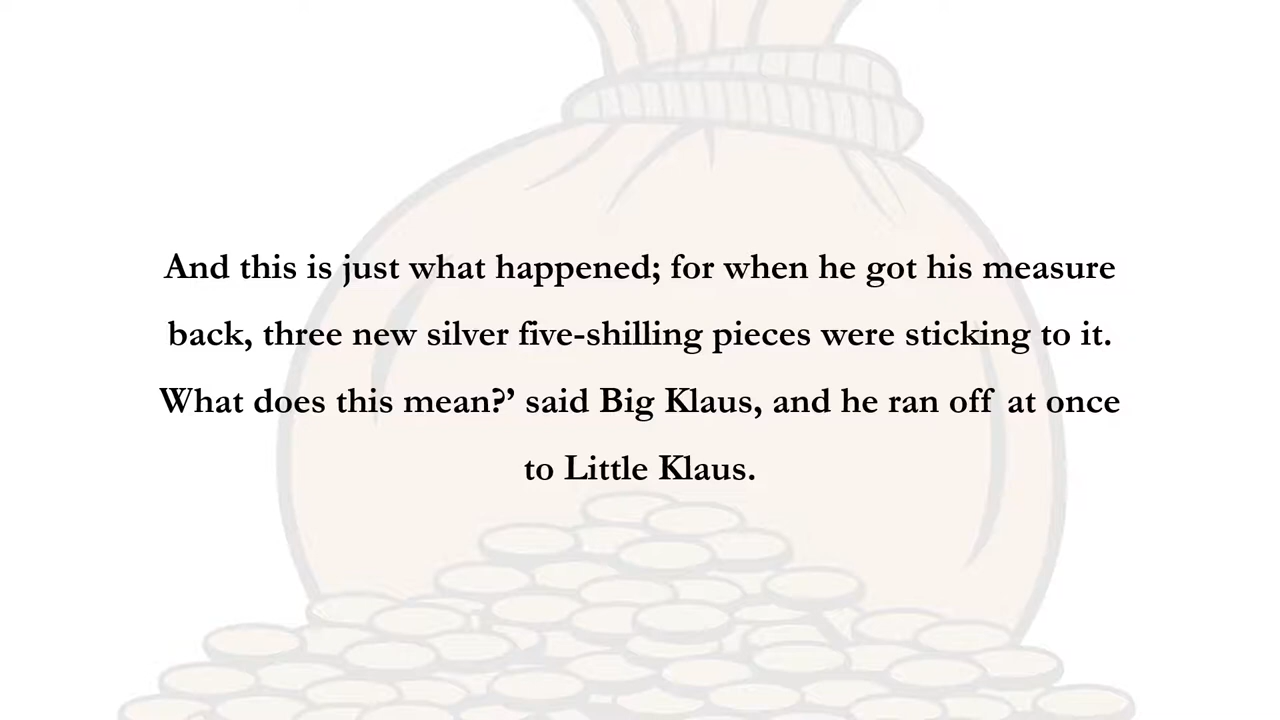 And this is just what happened; for when he got his measure
back, three new silver five-shilling pieces were sticking to it.
What does this mean?’ said Big Klaus, and he ran off at once
to Little Klaus.